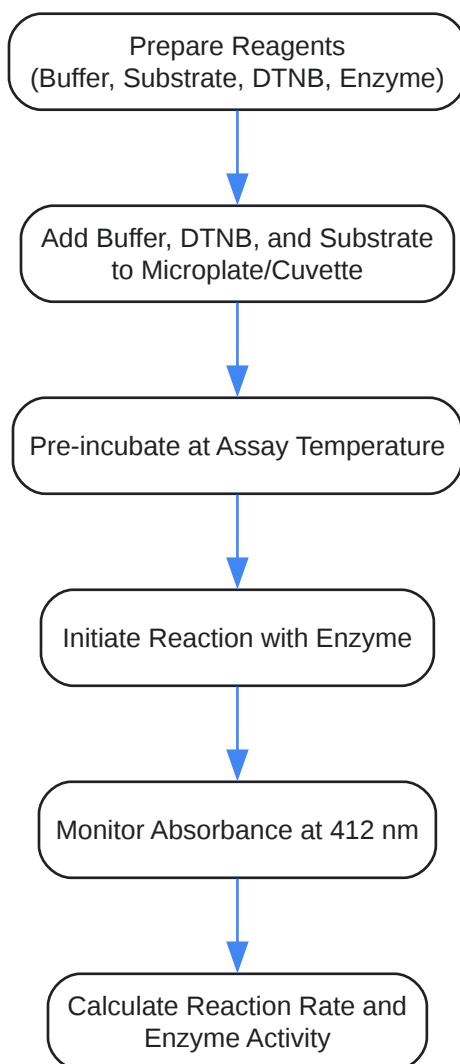 Prepare Reagents
(Buffer, Substrate, DTNB, Enzyme)
Add Buffer, DTNB, and Substrate
to Microplate/Cuvette
Pre-incubate at Assay Temperature
Initiate Reaction with Enzyme
Monitor Absorbance at 412 nm
Calculate Reaction Rate and
Enzyme Activity